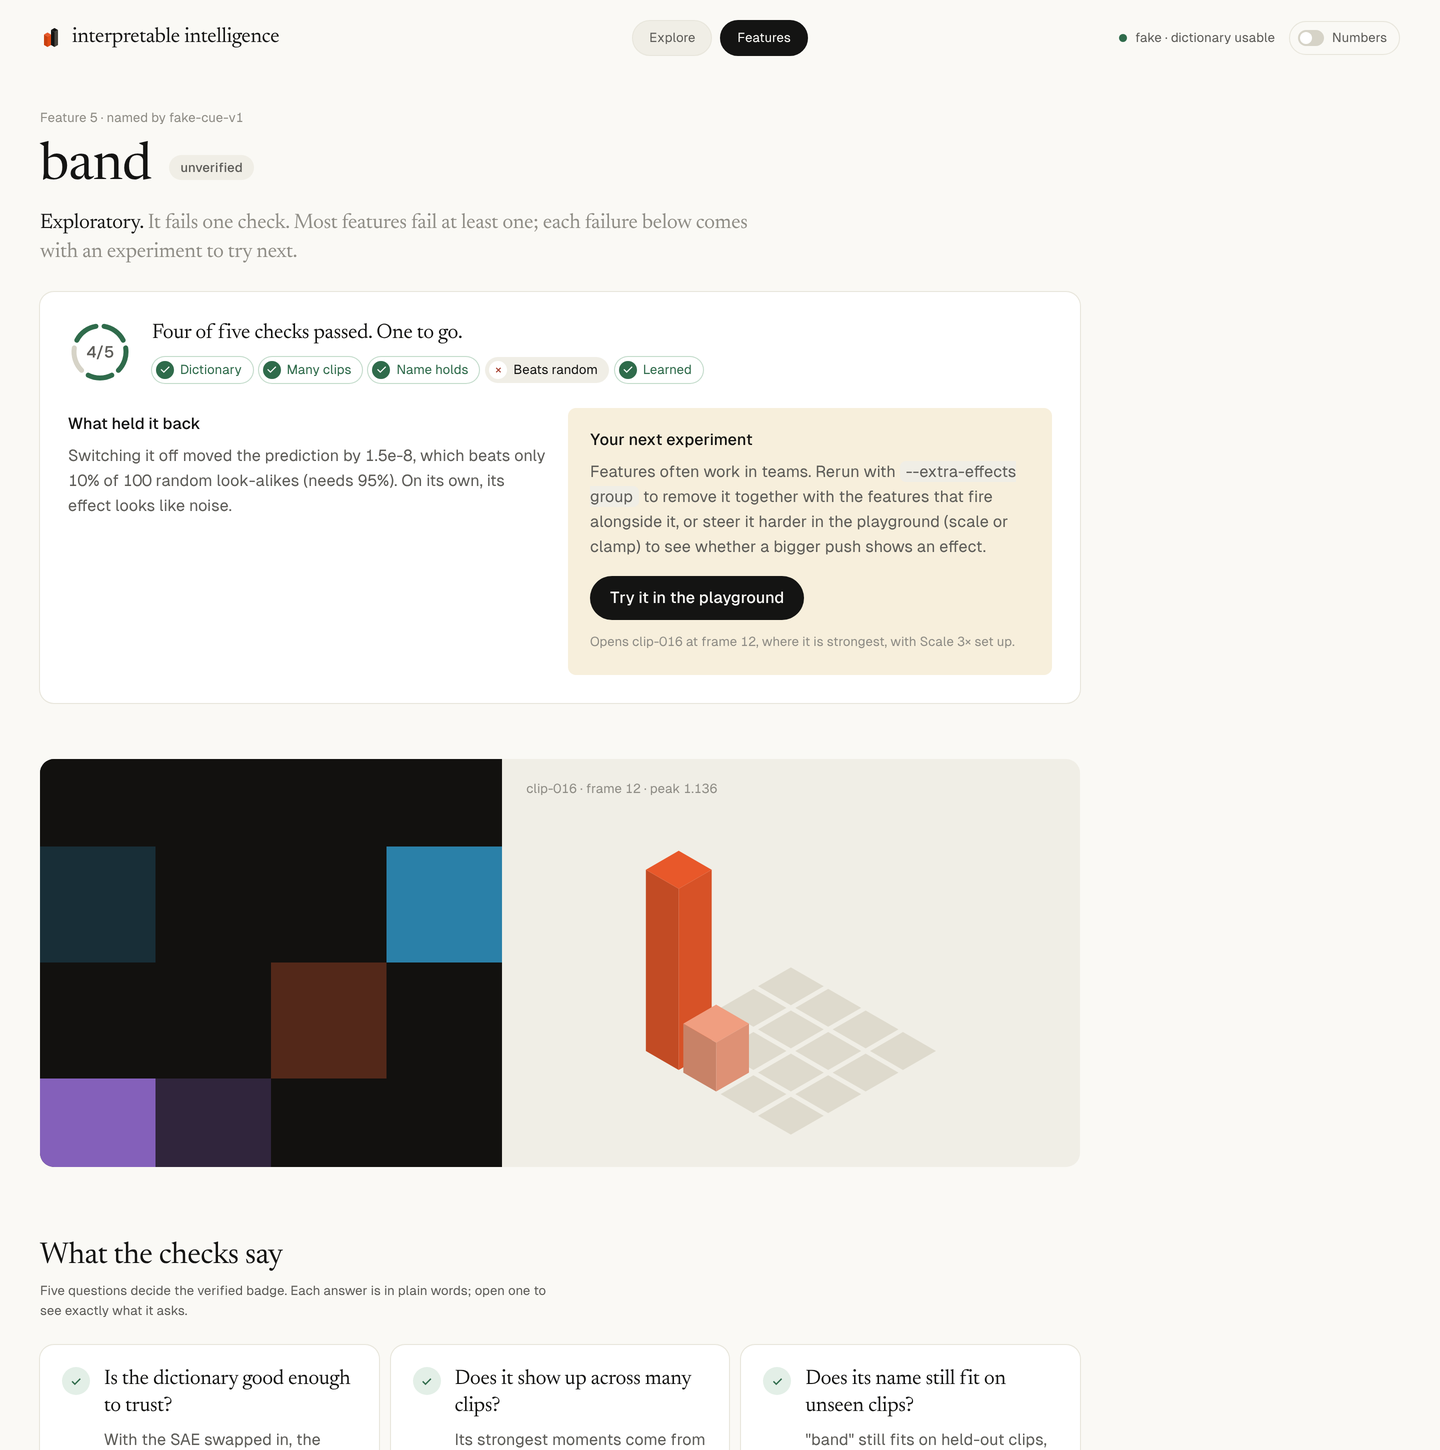 interpretable intelligence
Explore
Features
fake · dictionary usable
Numbers
Feature 5 · named by fake-cue-v1
band
unverified
Exploratory. It fails one check. Most features fail at least one; each failure below comes
with an experiment to try next.
4/5
Four of five checks passed. One to go.
Dictionary
Many clips
Name holds
Beats random
Learned
What held it back
Switching it off moved the prediction by 1.5e-8, which beats only
10% of 100 random look-alikes (needs 95%). On its own, its
effect looks like noise.
Your next experiment
Features often work in teams. Rerun with --extra-effects
group to remove it together with the features that fire
alongside it, or steer it harder in the playground (scale or
clamp) to see whether a bigger push shows an effect.
Try it in the playground
Opens clip-016 at frame 12, where it is strongest, with Scale 3× set up.
clip-016 · frame 12 · peak 1.136
What the checks say
Five questions decide the verified badge. Each answer is in plain words; open one to
see exactly what it asks.
Is the dictionary good enough
to trust?
With the SAE swapped in, the
Does it show up across many
clips?
Its strongest moments come from
Does its name still fit on
unseen clips?
"band" still fits on held-out clips,